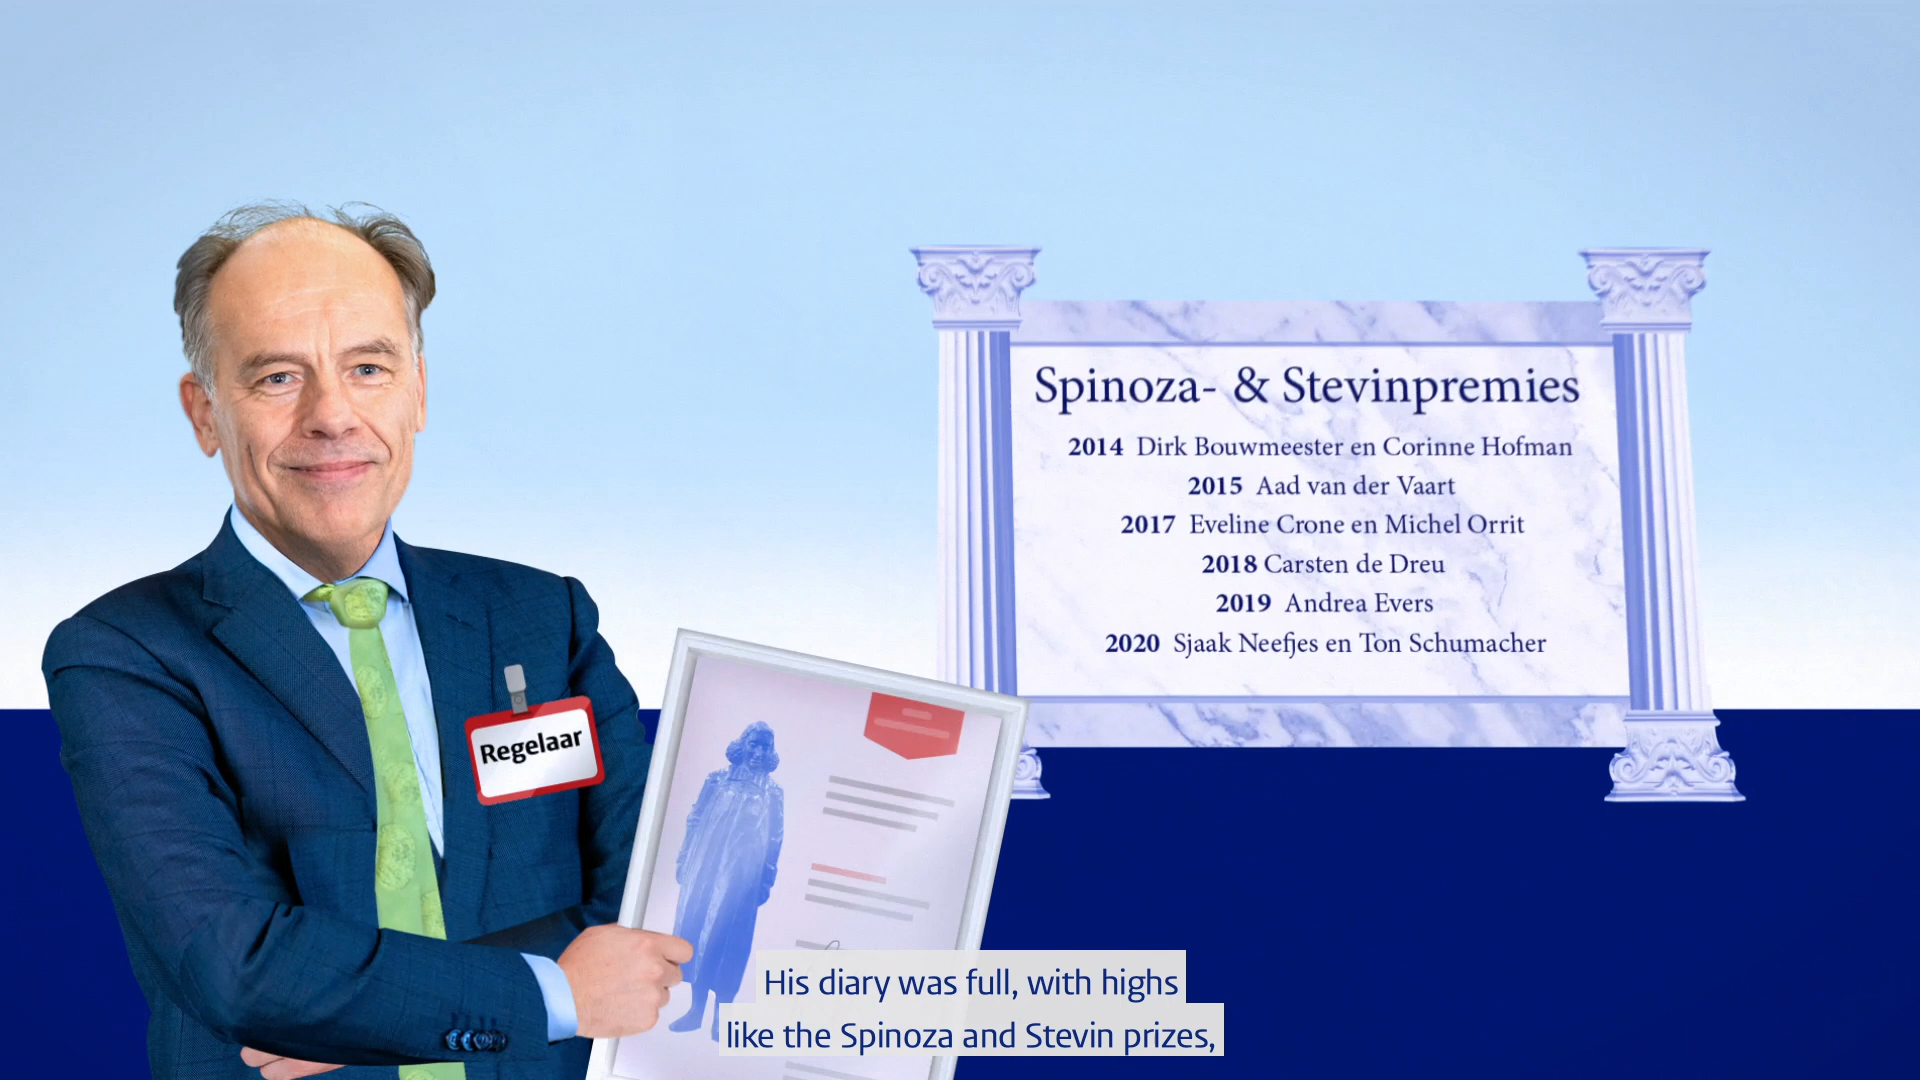 Spinoza- & Stevinpremies
2014 Dirk Bouwmeester en Corinne Hofman
2015 Aad van der Vaart
2017 Eveline Crone en Michel Orrit
2018 Carsten de Dreu
2019 Andrea Evers
2020 Sjaak Neefjes en Ton Schumacher
Regelaar
His diary was full, with highs
like the Spinoza and Stevin prizes,